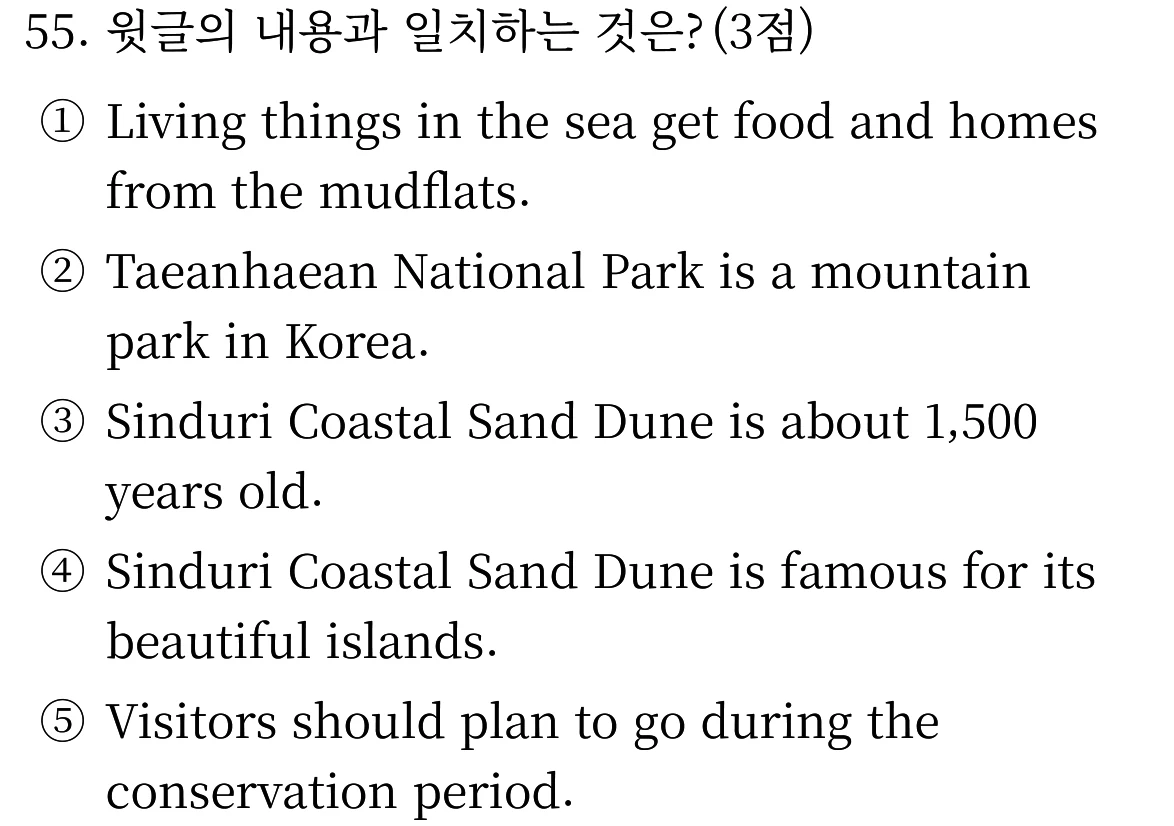 55. 윗글의 내용과 일치하는 것은?(3점)
① Living things in the sea get food and homes
from the mudflats.
② Taeanhaean National Park is a mountain
park in Korea.
③ Sinduri Coastal Sand Dune is about 1,500
years old.
④ Sinduri Coastal Sand Dune is famous for its
beautiful islands.
⑤ Visitors should plan to go during the
conservation period.